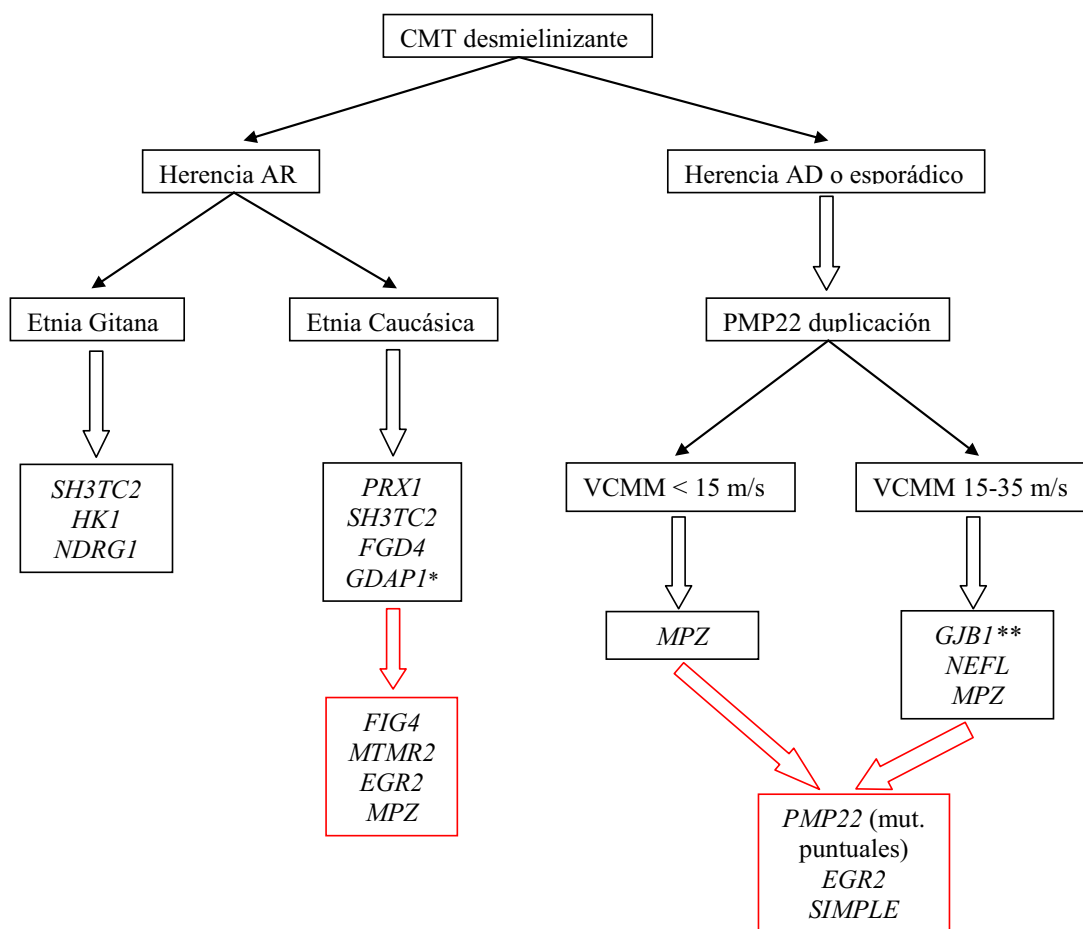 CMT desmielinizante
Herencia AR
Herencia AD o esporádico
Etnia Gitana
Etnia Caucásica
PMP22 duplicación
SH3TC2
HK1
NDRG1
PRX1
SH3TC2
FGD4
GDAP1*
VCMM < 15 m/s
VCMM 15-35 m/s
MPZ
GJB1**
NEFL
MPZ
FIG4
MTMR2
EGR2
MPZ
PMP22 (mut.
puntuales)
EGR2
SIMPLE